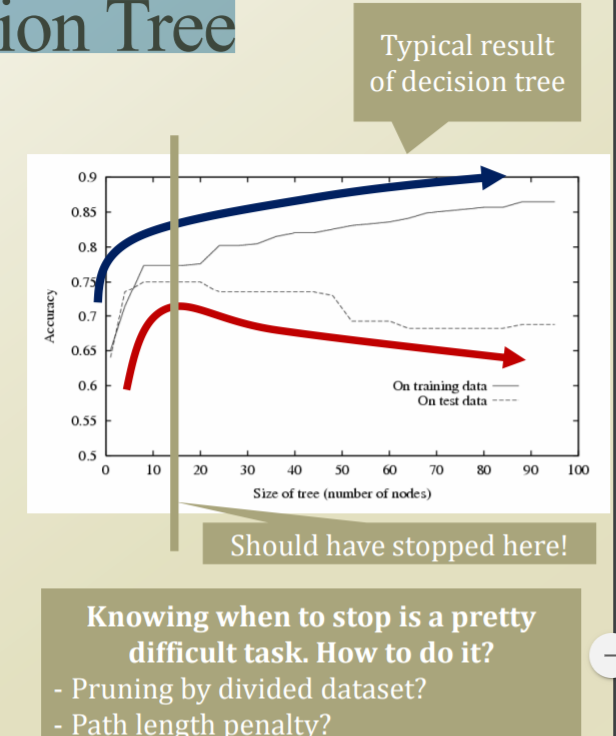 ion Tree
Typical result
of decision tree
0.9
0.85
0.8
0.75
0.7
0.65
0.6
0.55
0.5
Accuracy
On training data
On test data
0 10 20 30 40 50 60 70 80 90 100
Size of tree (number of nodes)
Should have stopped here!
Knowing when to stop is a pretty
difficult task. How to do it?
- Pruning by divided dataset?
- Path length penalty?